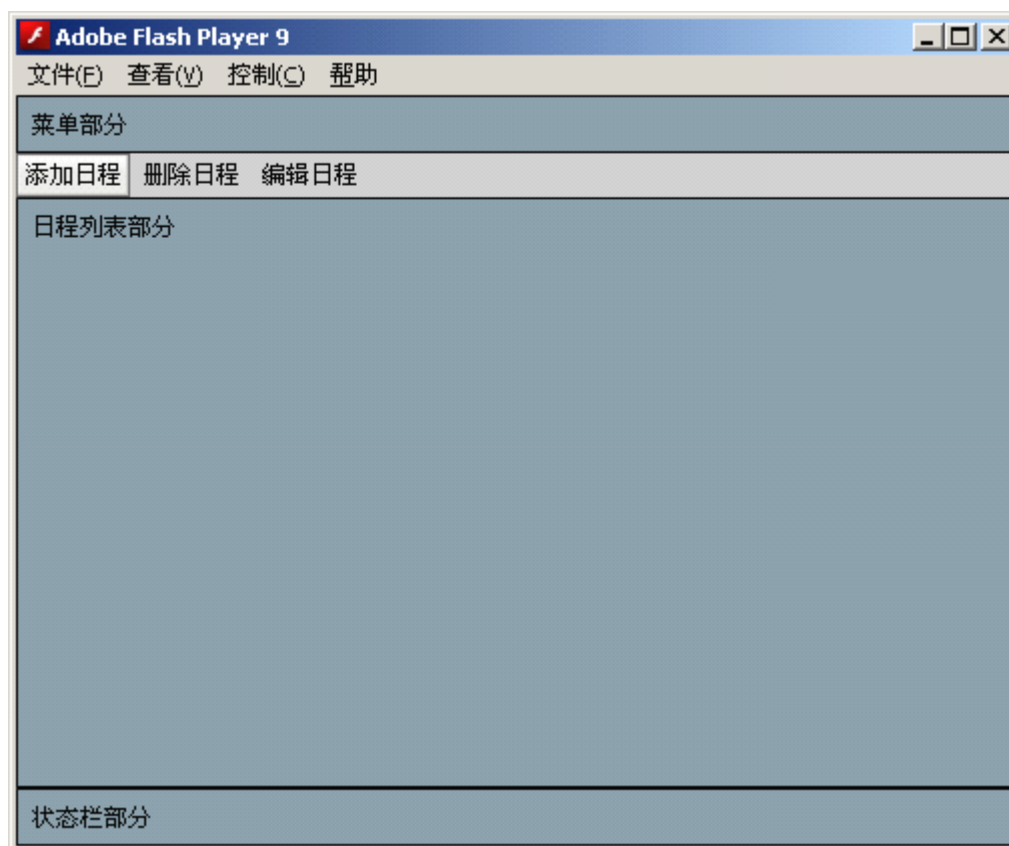 Adobe Flash Player 9
文件(F) 查看(V) 控制(C) 帮助
菜单部分
添加日程 删除日程 编辑日程
日程列表部分
状态栏部分